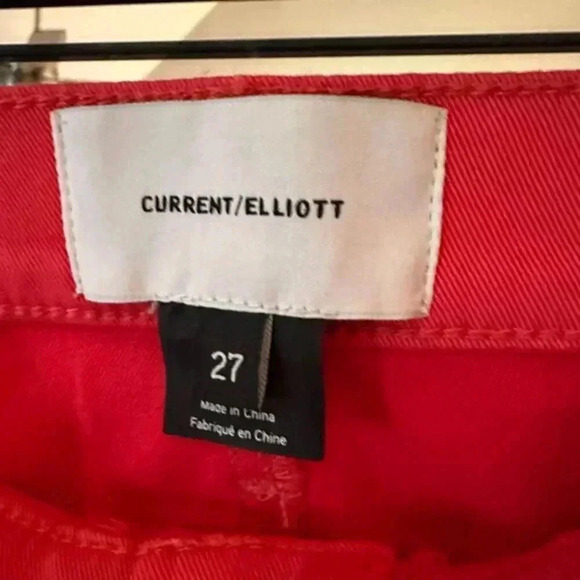 CURRENT/ELLIOTT
27
Made in China
Fabriqué en Chine